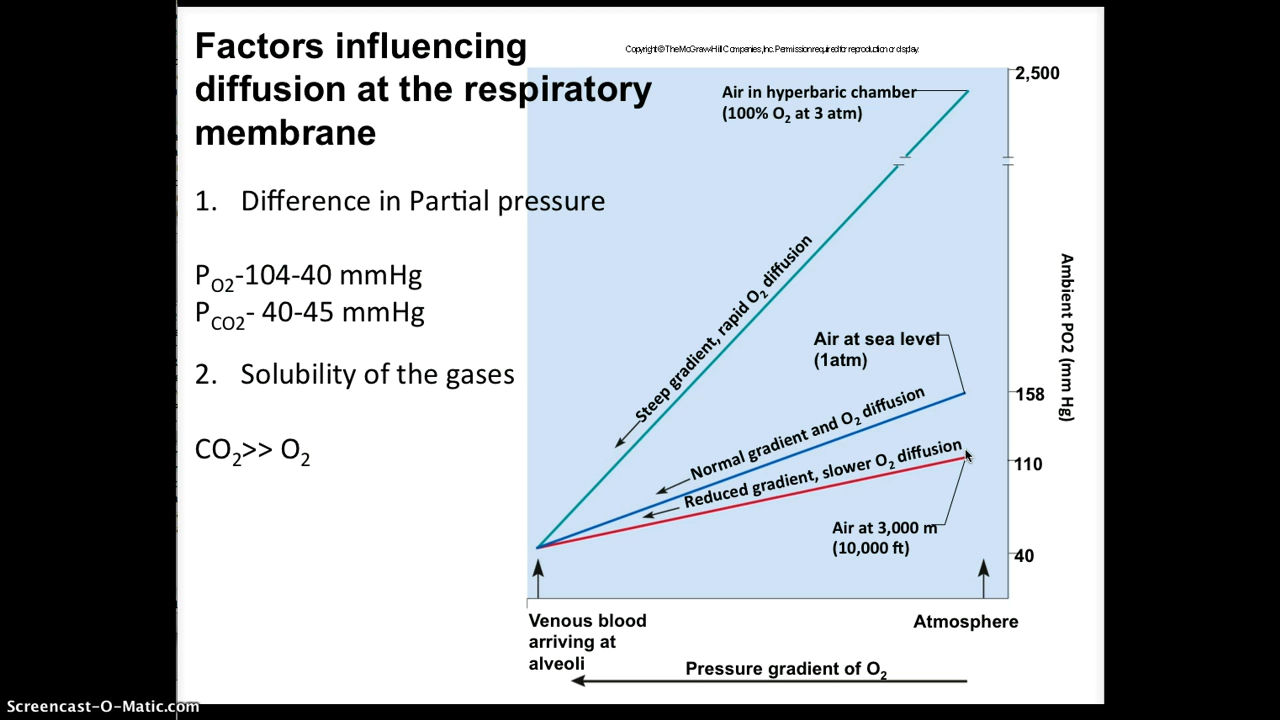 Factors influencing
diffusion at the respiratory
membrane
1. Difference in Partial pressure
P_O2-104-40 mmHg
P_CO2- 40-45 mmHg
2. Solubility of the gases
CO₂>> O₂
Copyright © The McGraw-Hill Companies, Inc. Permission required for reproduction or display.
2,500
Air in hyperbaric chamber
(100% O₂ at 3 atm)
Steep gradient, rapid O₂ diffusion
Air at sea level
(1atm)
158
Normal gradient and O₂ diffusion
Reduced gradient, slower O₂ diffusion
110
Air at 3,000 m
(10,000 ft)
40
Ambient PO2 (mm Hg)
Venous blood
arriving at
alveoli
Atmosphere
Pressure gradient of O₂
Screencast-O-Matic.com